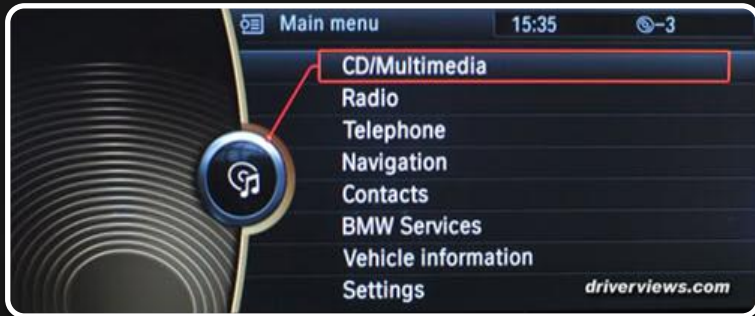 Main menu 15:35 -3
CD/Multimedia
Radio
Telephone
Navigation
Contacts
BMW Services
Vehicle information
Settings
driverviews.com